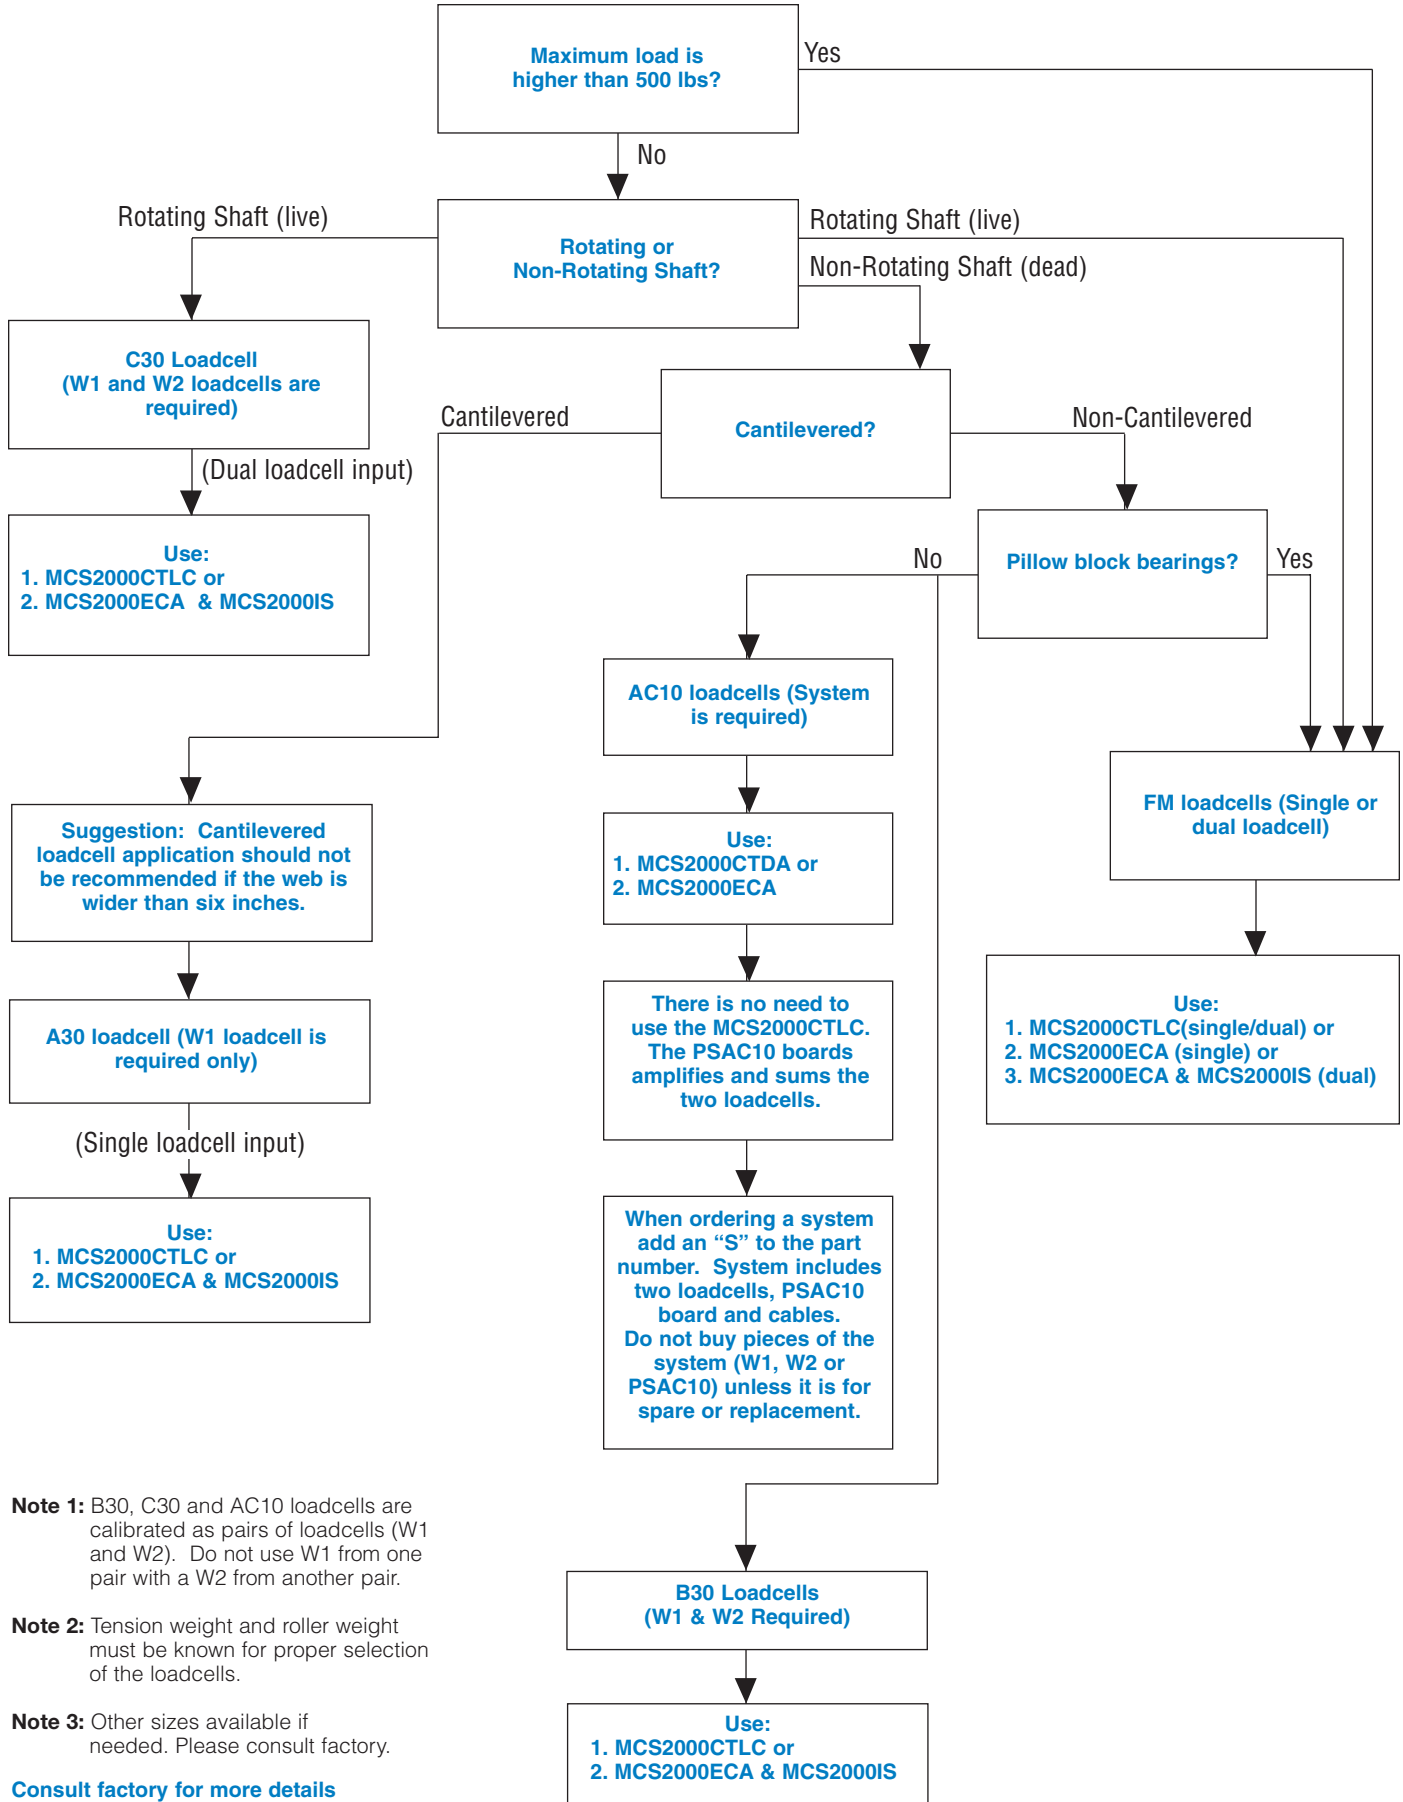 Maximum load is
higher than 500 lbs?
Yes
No
Rotating Shaft (live)
Rotating or
Non-Rotating Shaft?
Rotating Shaft (live)
Non-Rotating Shaft (dead)
C30 Loadcell
(W1 and W2 loadcells are
required)
(Dual loadcell input)
Use:
1. MCS2000CTLC or
2. MCS2000ECA & MCS2000IS
Cantilevered
Cantilevered?
Non-Cantilevered
No
Pillow block bearings?
Yes
AC10 loadcells (System
is required)
Use:
1. MCS2000CTDA or
2. MCS2000ECA
There is no need to
use the MCS2000CTLC.
The PSAC10 boards
amplifies and sums the
two loadcells.
When ordering a system
add an “S” to the part
number. System includes
two loadcells, PSAC10
board and cables.
Do not buy pieces of the
system (W1, W2 or
PSAC10) unless it is for
spare or replacement.
FM loadcells (Single or
dual loadcell)
Use:
1. MCS2000CTLC(single/dual) or
2. MCS2000ECA (single) or
3. MCS2000ECA & MCS2000IS (dual)
Suggestion: Cantilevered
loadcell application should not
be recommended if the web is
wider than six inches.
A30 loadcell (W1 loadcell is
required only)
(Single loadcell input)
Use:
1. MCS2000CTLC or
2. MCS2000ECA & MCS2000IS
B30 Loadcells
(W1 & W2 Required)
Use:
1. MCS2000CTLC or
2. MCS2000ECA & MCS2000IS
Note 1: B30, C30 and AC10 loadcells are
calibrated as pairs of loadcells (W1
and W2). Do not use W1 from one
pair with a W2 from another pair.
Note 2: Tension weight and roller weight
must be known for proper selection
of the loadcells.
Note 3: Other sizes available if
needed. Please consult factory.
Consult factory for more details